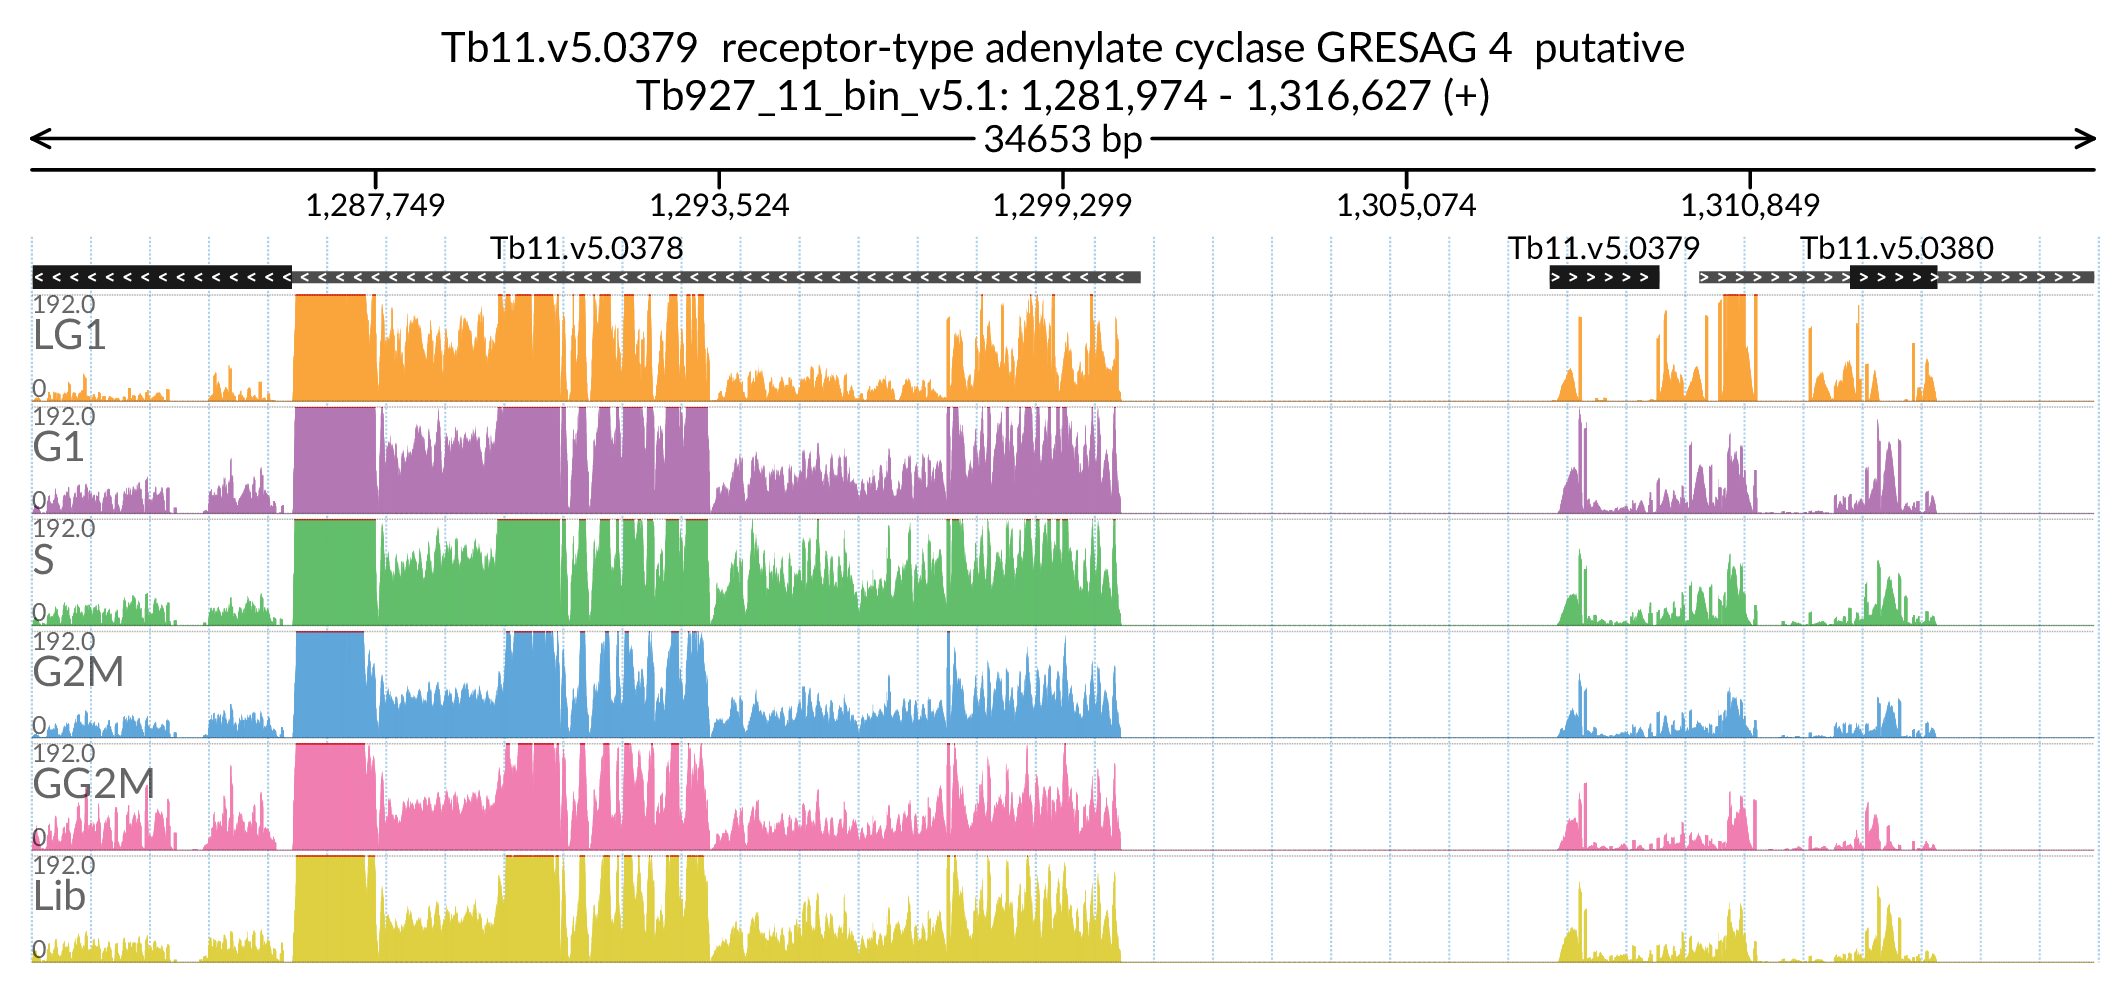 Tb11.v5.0379 receptor-type adenylate cyclase GRESAG 4 putative
Tb927_11_bin_v5.1: 1,281,974 - 1,316,627 (+)
34653 bp
1,287,749 1,293,524 1,299,299 1,305,074 1,310,849
Tb11.v5.0378 Tb11.v5.0379 Tb11.v5.0380
192.0
LG1
0
192.0
G1
0
192.0
S
0
192.0
G2M
0
192.0
GG2M
0
192.0
Lib
0